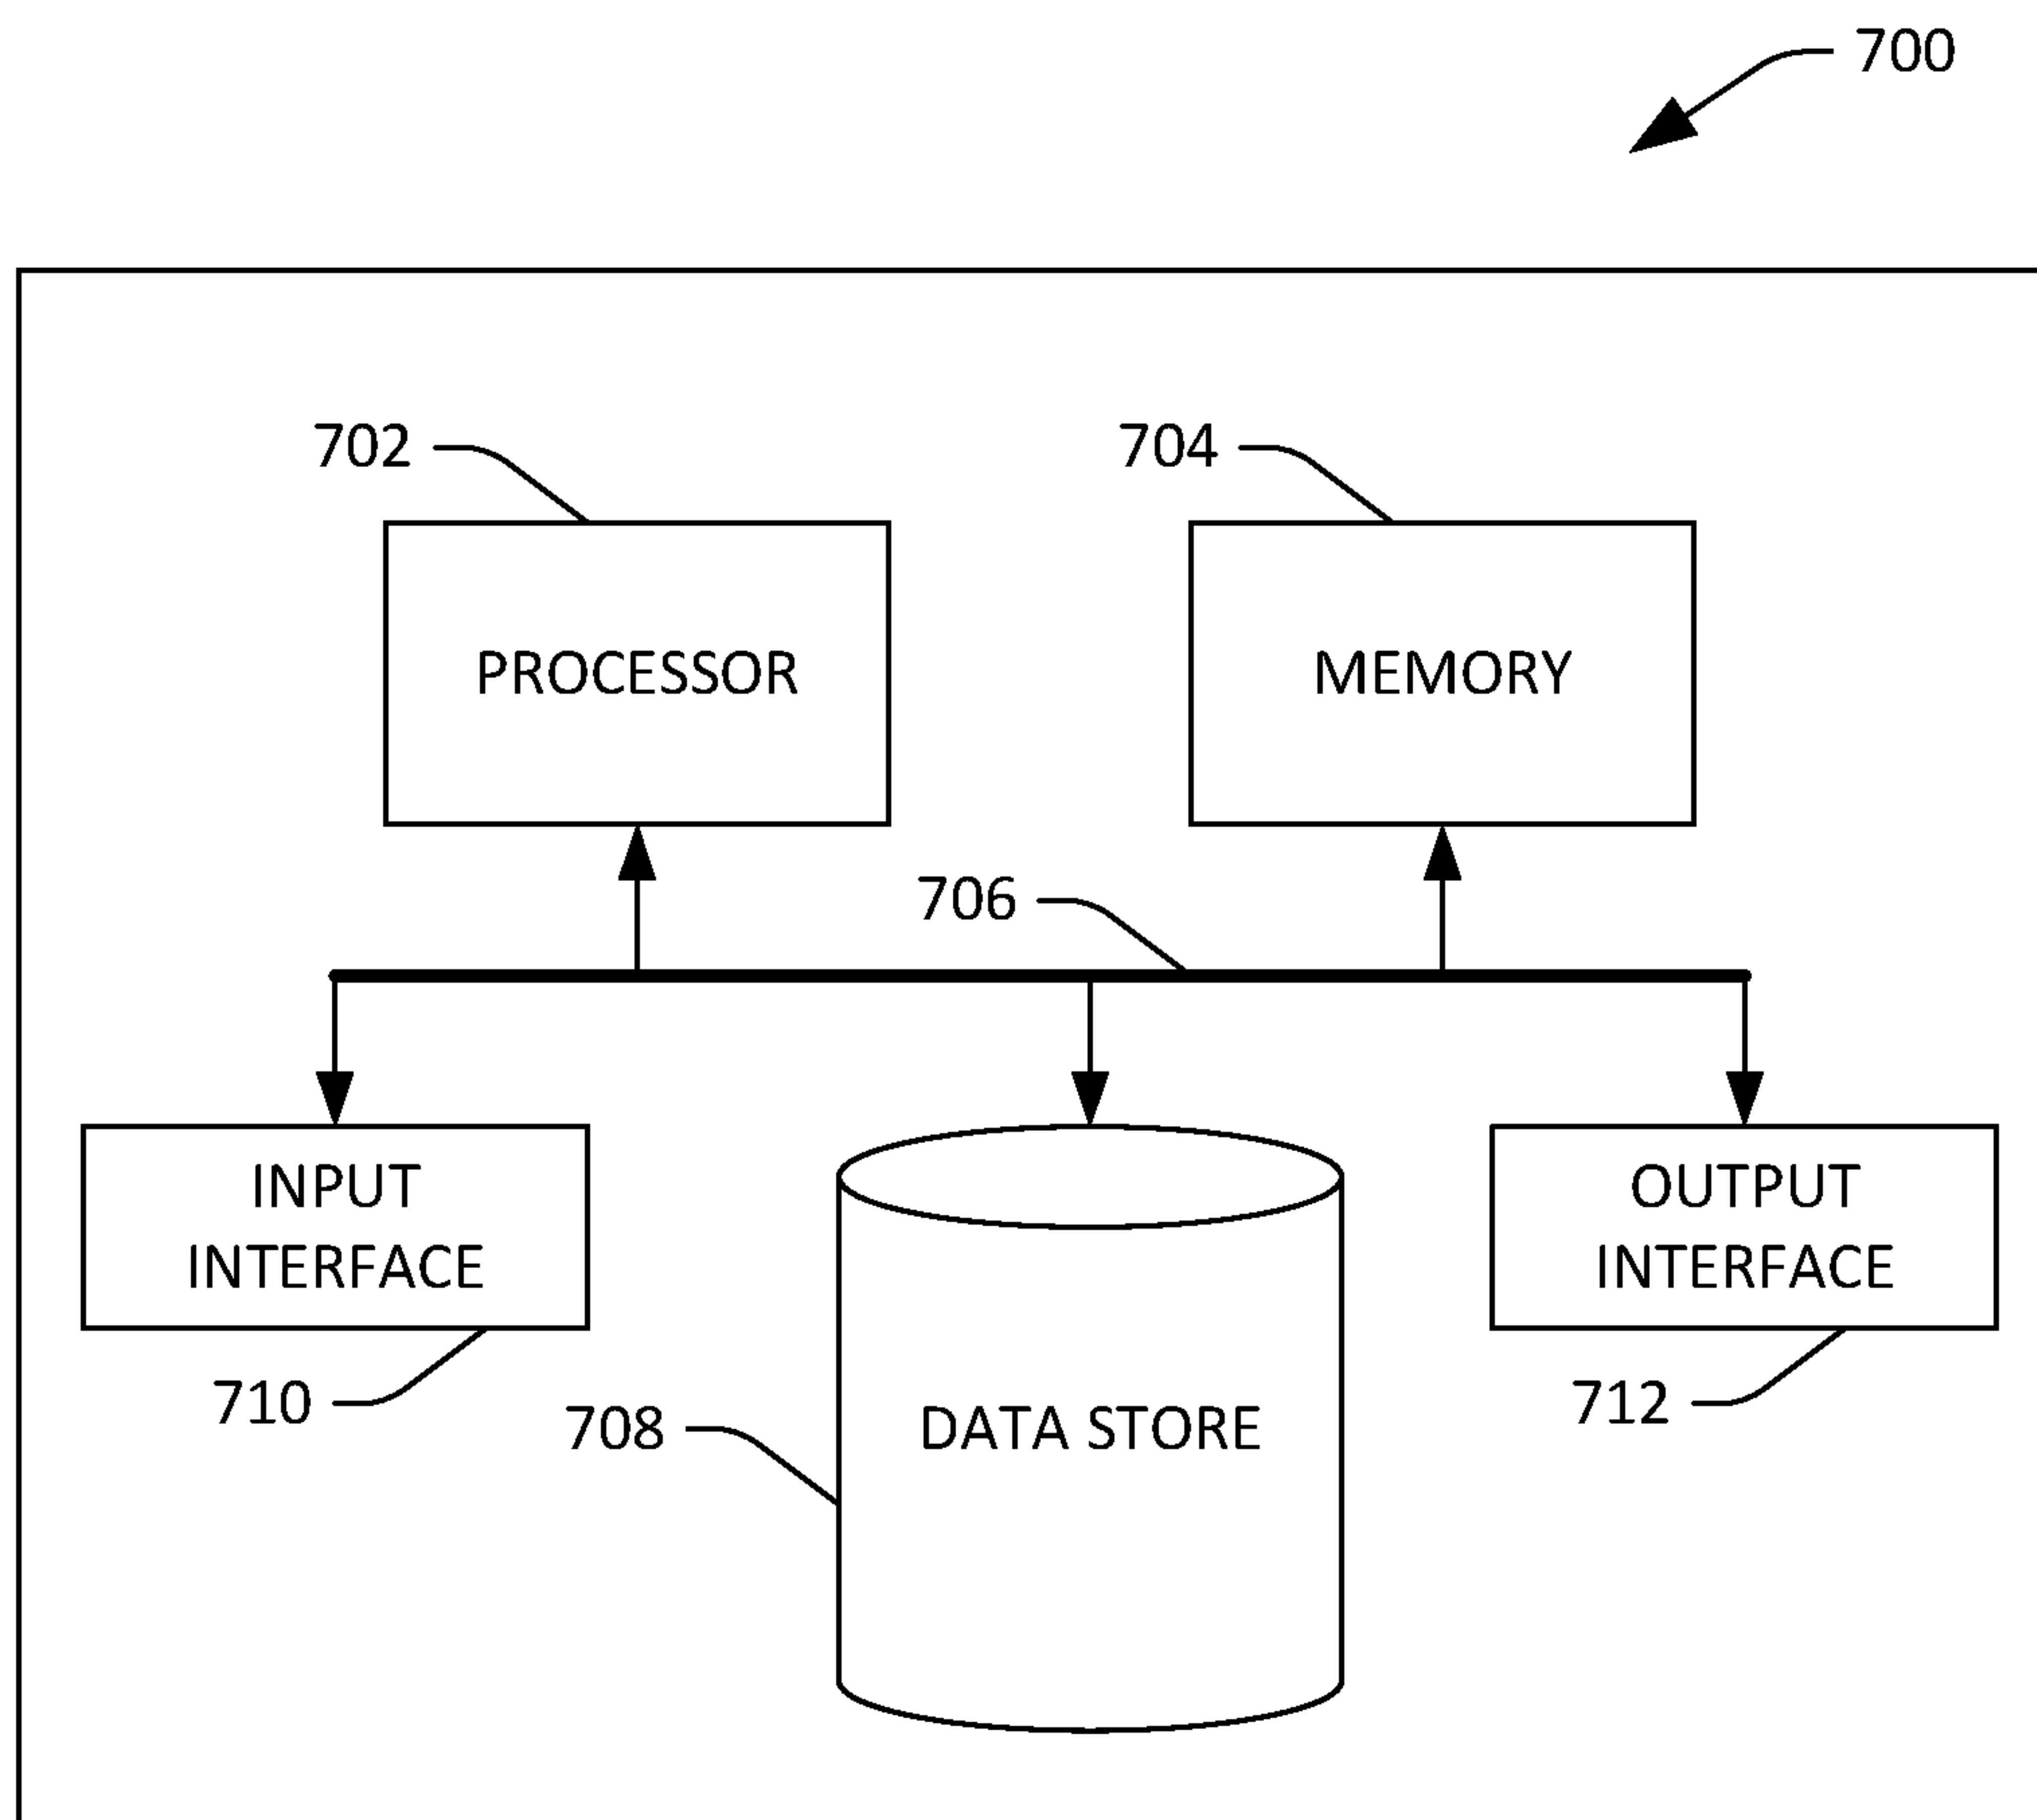 700
702
704
PROCESSOR
MEMORY
706
INPUT
INTERFACE
OUTPUT
INTERFACE
710
708
DATA STORE
712